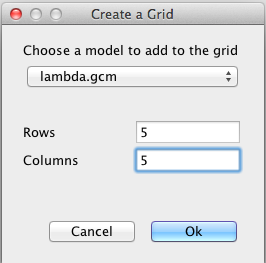 Create a Grid
Choose a model to add to the grid
lambda.gcm
Rows 5
Columns 5
Cancel Ok